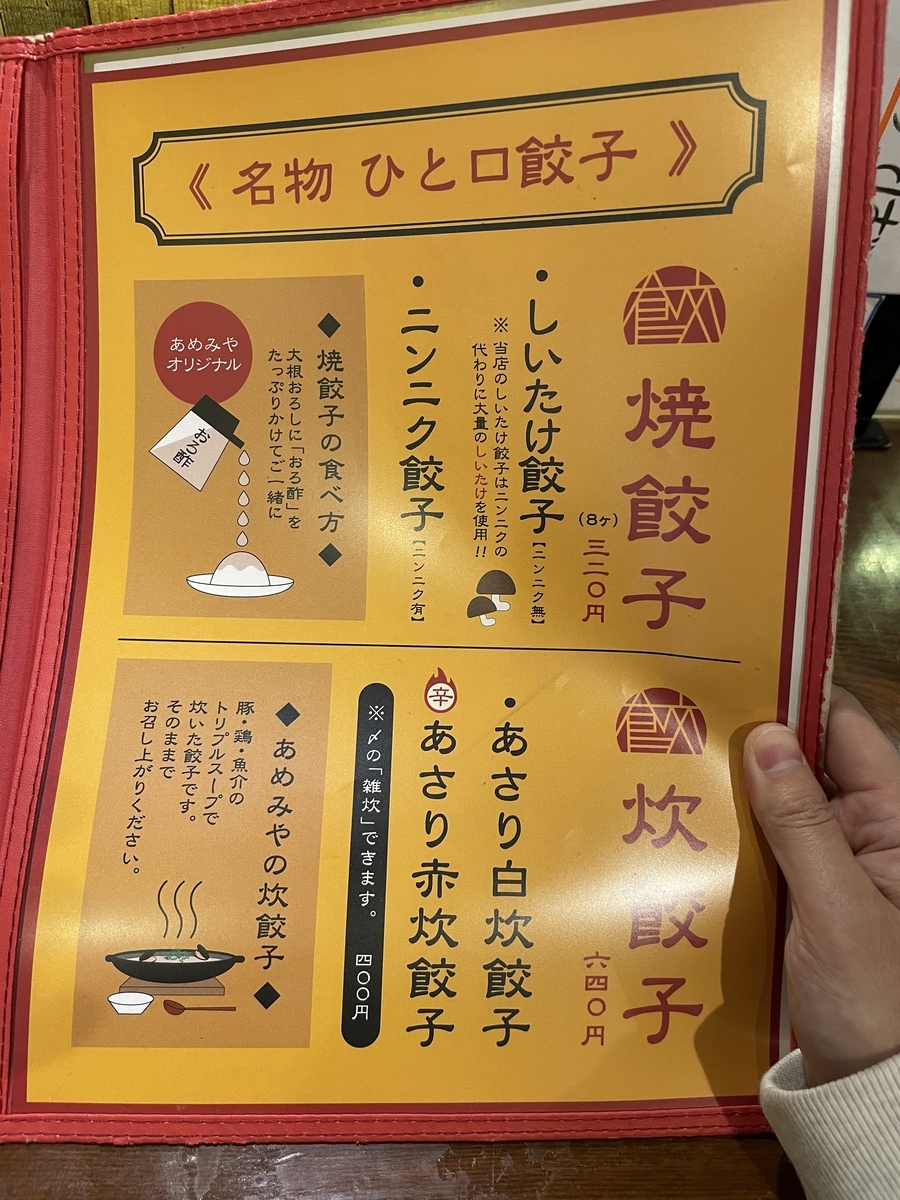 《 名物 ひと口餃子 》
餃
焼餃子
(8ヶ)
三二〇円
・しいたけ餃子【ニンニク無】
※当店のしいたけ餃子はニンニクの
代わりに大量のしいたけを使用!!
・ニンニク餃子【ニンニク有】
◆焼餃子の食べ方◆
大根おろしに「おろ酢」を
たっぷりかけてご一緒に
あめみや
オリジナル
おろ酢
餃
炊餃子
六四〇円
・あさり白炊餃子
辛
あさり赤炊餃子
※〆の「雑炊」できます。 四〇〇円
◆あめみやの炊餃子◆
豚・鶏・魚介の
トリプルスープで
炊いた餃子です。
そのままで
お召し上がりください。